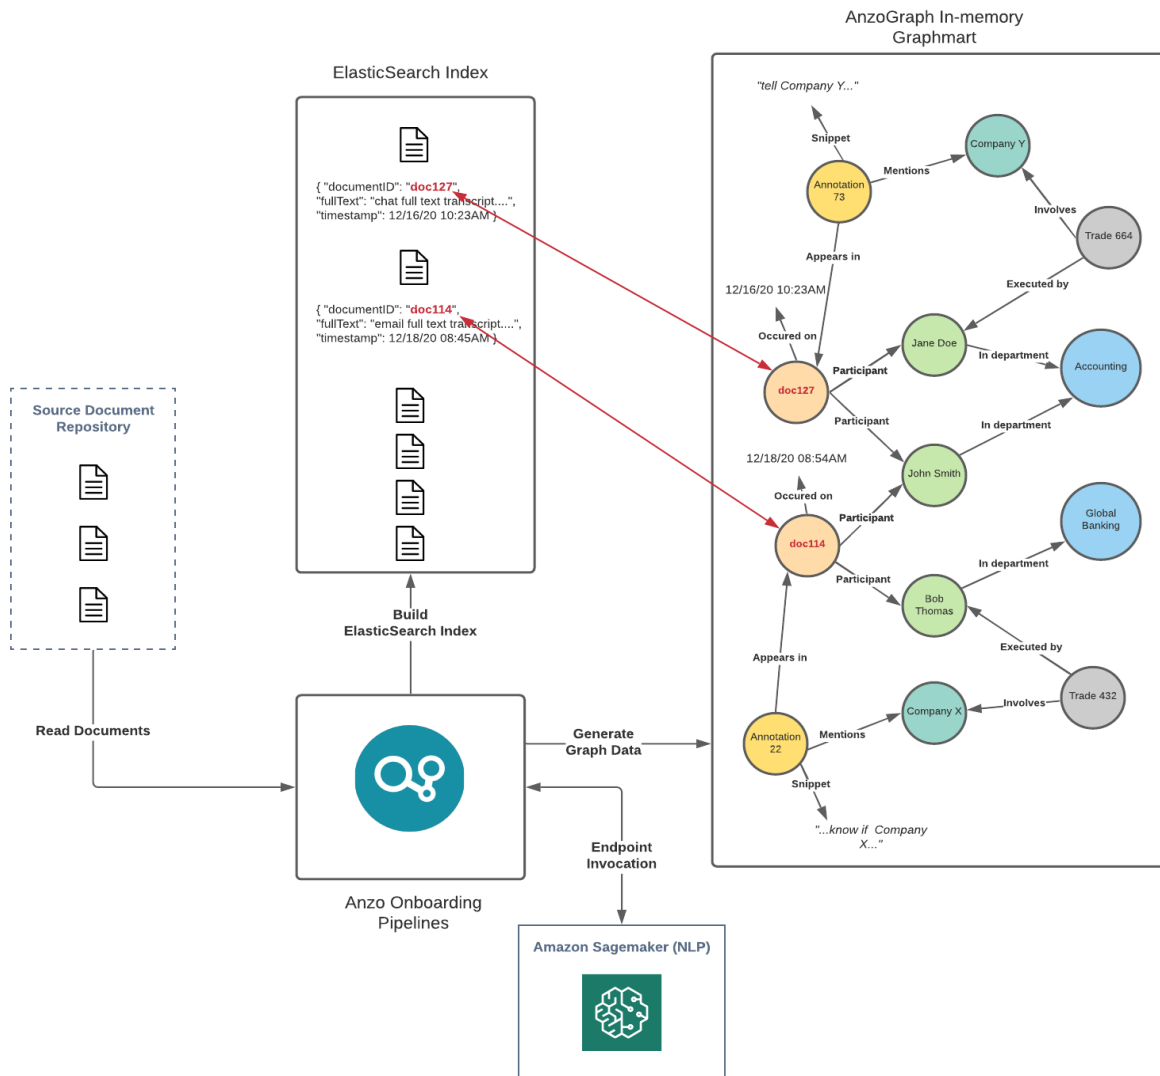 AnzoGraph In-memory
Graphmart
ElasticSearch Index
{ "documentID": "doc127",
"fullText": "chat full text transcript....",
"timestamp": 12/16/20 10:23AM }
{ "documentID": "doc114",
"fullText": "email full text transcript....",
"timestamp": 12/18/20 08:45AM }
Source Document
Repository
Read Documents
Build
ElasticSearch Index
Anzo Onboarding
Pipelines
Generate
Graph Data
Endpoint
Invocation
Amazon Sagemaker (NLP)
"tell Company Y..."
Snippet
Annotation
73
Mentions
Company Y
Involves
Trade 664
Appears in
Executed by
12/16/20 10:23AM
Occured on
doc127
Participant
Jane Doe
In department
Accounting
Participant
In department
John Smith
12/18/20 08:54AM
Occured on
doc114
Participant
Global
Banking
Participant
In department
Bob
Thomas
Executed by
Appears in
Trade 432
Involves
Company X
Mentions
Annotation
22
Snippet
"...know if  Company
X..."